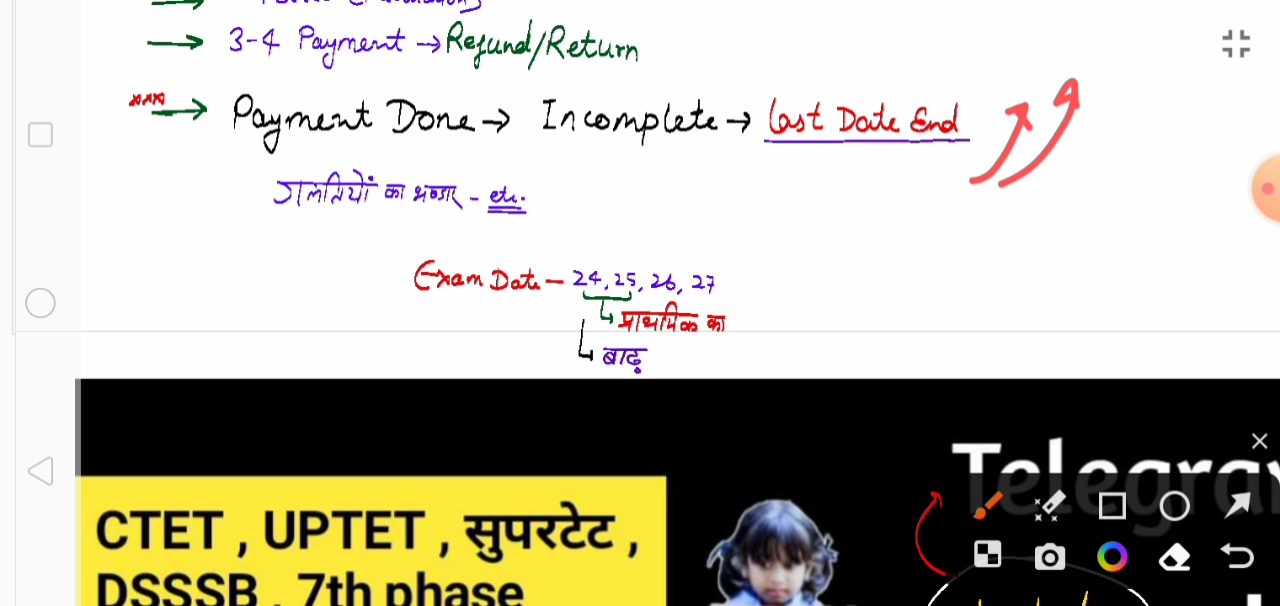 → 3-4 Payment → Refund/Return
→ Payment Done → Incomplete → Last Date End
गलतियों का भण्डार - etc.
Exam Date - 24, 25, 26, 27
प्राथमिक का
बाद
Telegra
CTET , UPTET , सुपरटेट ,
DSSSB , 7th phase